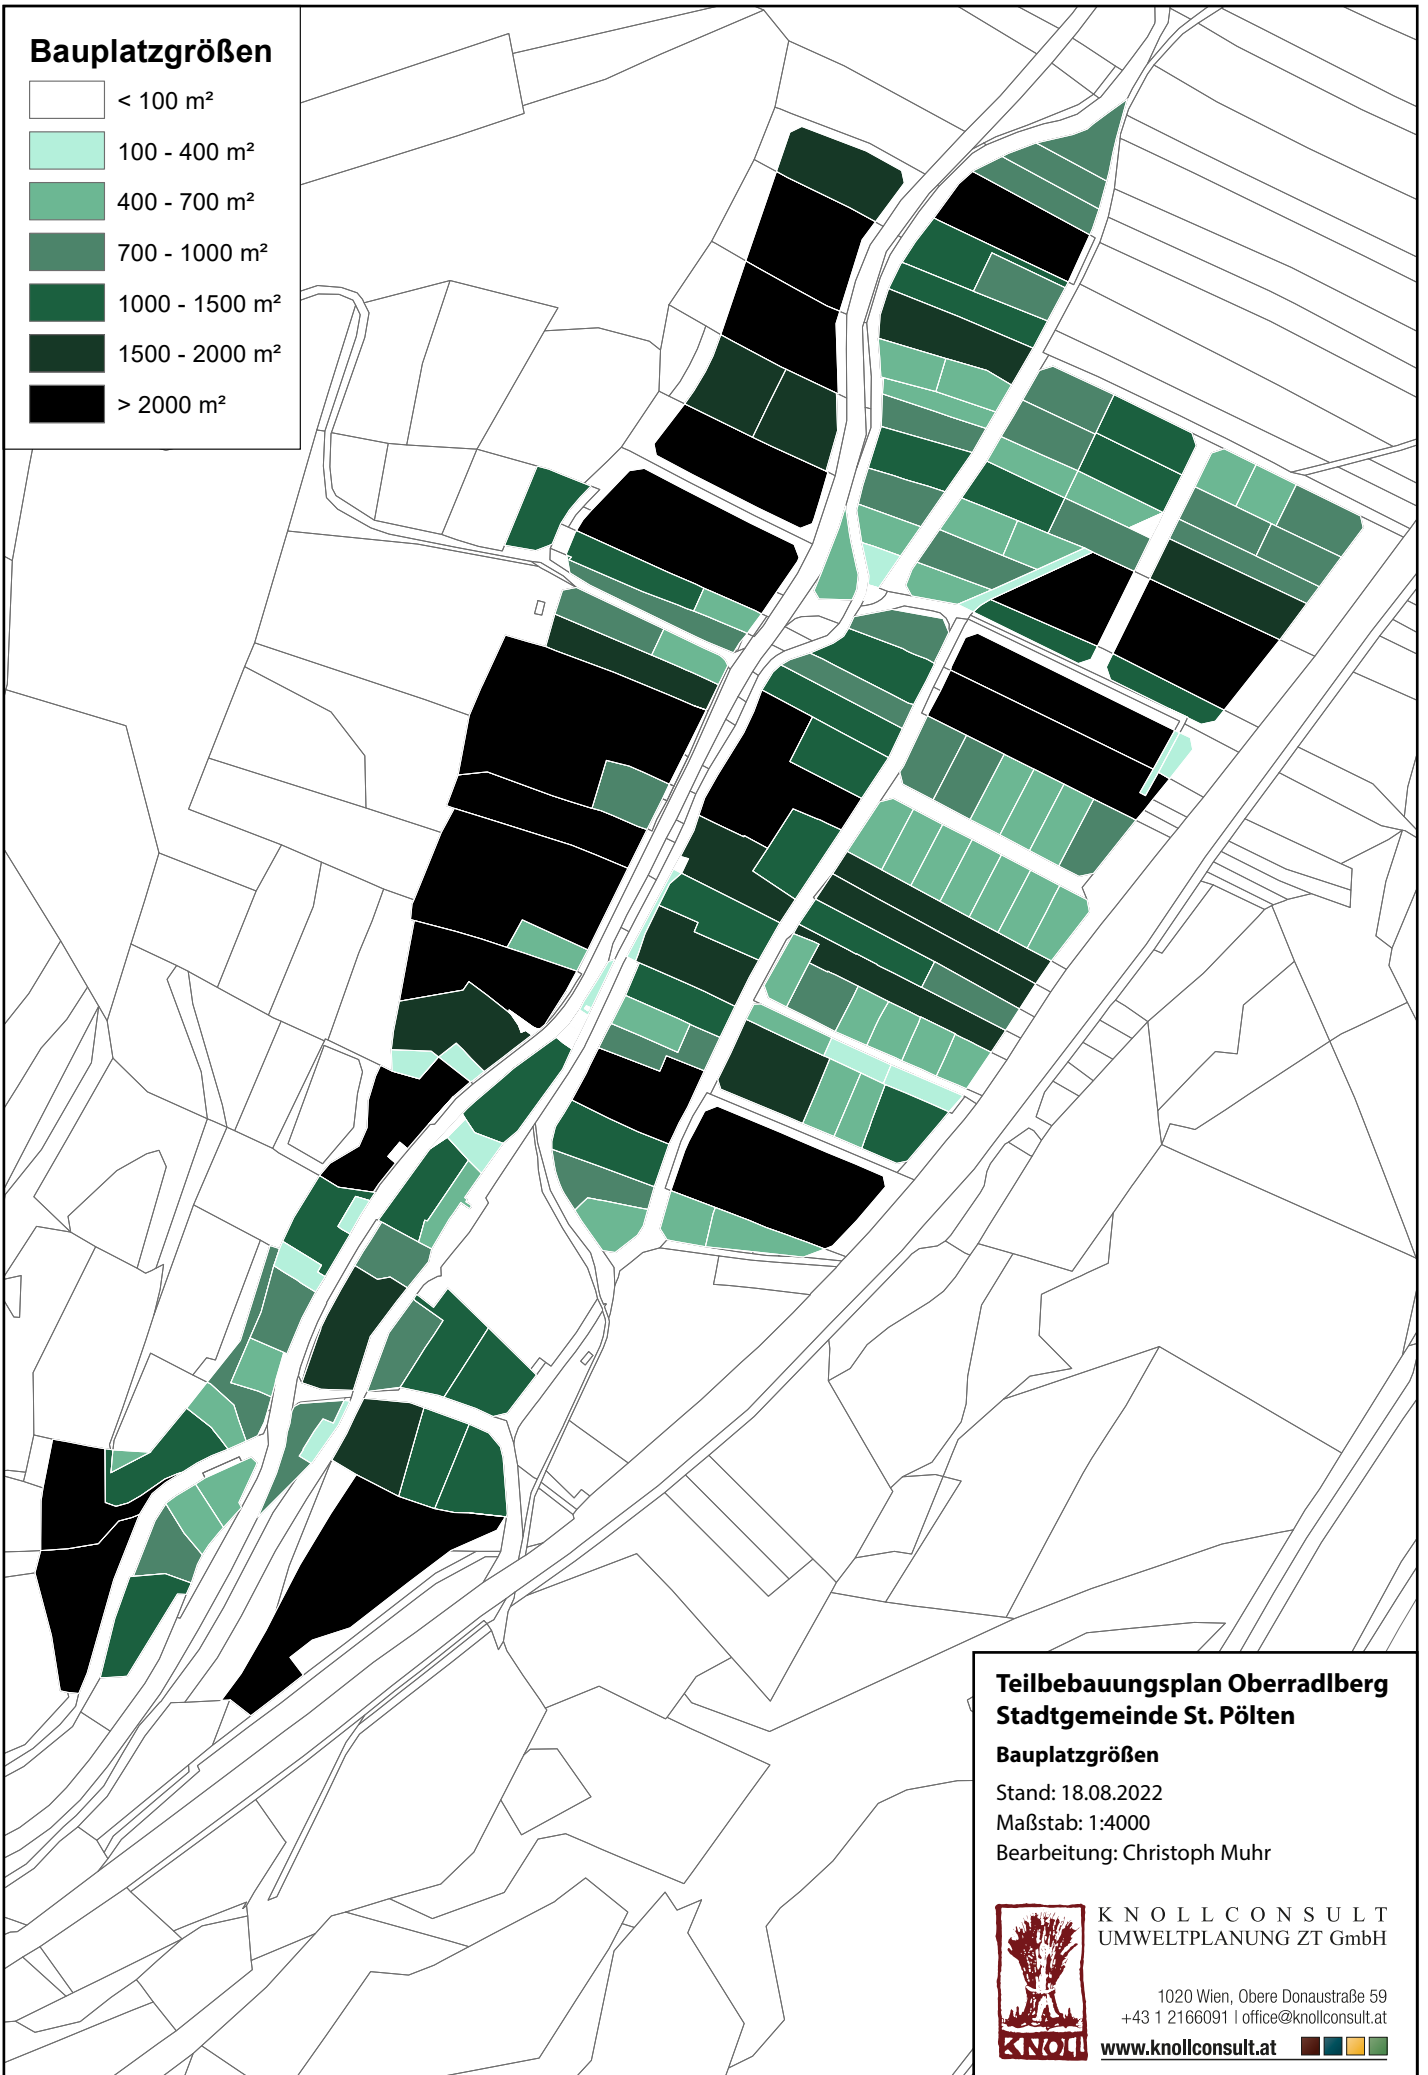 Bauplatzgrößen
< 100 m²
100 - 400 m²
400 - 700 m²
700 - 1000 m²
1000 - 1500 m²
1500 - 2000 m²
> 2000 m²
Teilbebauungsplan Oberradlberg
Stadtgemeinde St. Pölten
Bauplatzgrößen
Stand: 18.08.2022
Maßstab: 1:4000
Bearbeitung: Christoph Muhr
KNOLLCONSULT
UMWELTPLANUNG ZT GmbH
1020 Wien, Obere Donaustraße 59
+43 1 2166091 | office@knollconsult.at
KNOLL
www.knollconsult.at